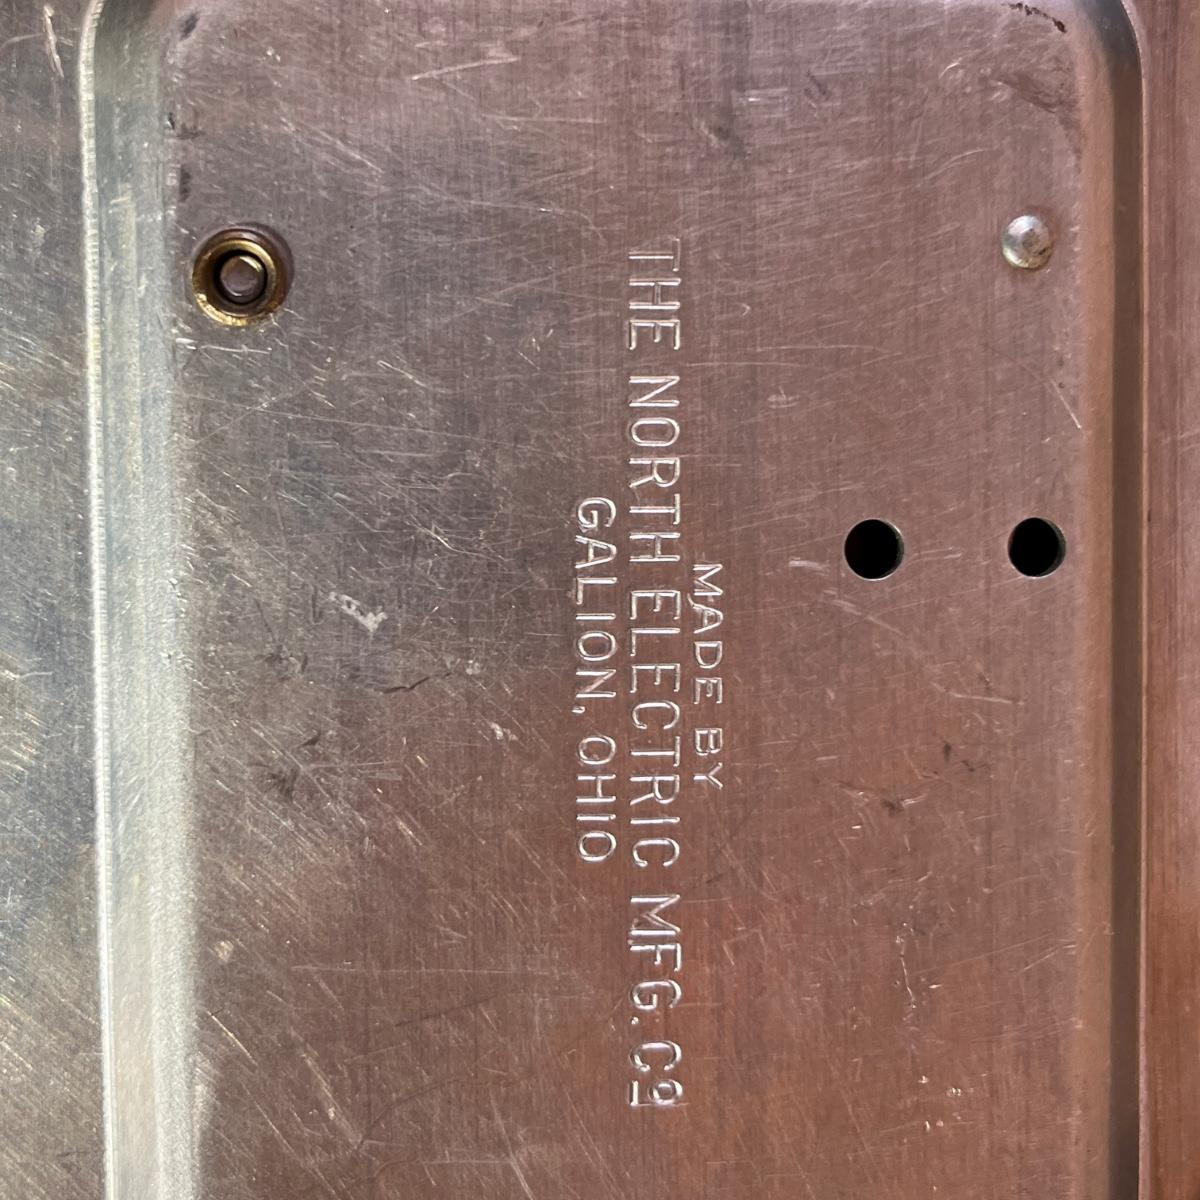 MADE BY
THE NORTH ELECTRIC MFG. Cº
GALION, OHIO